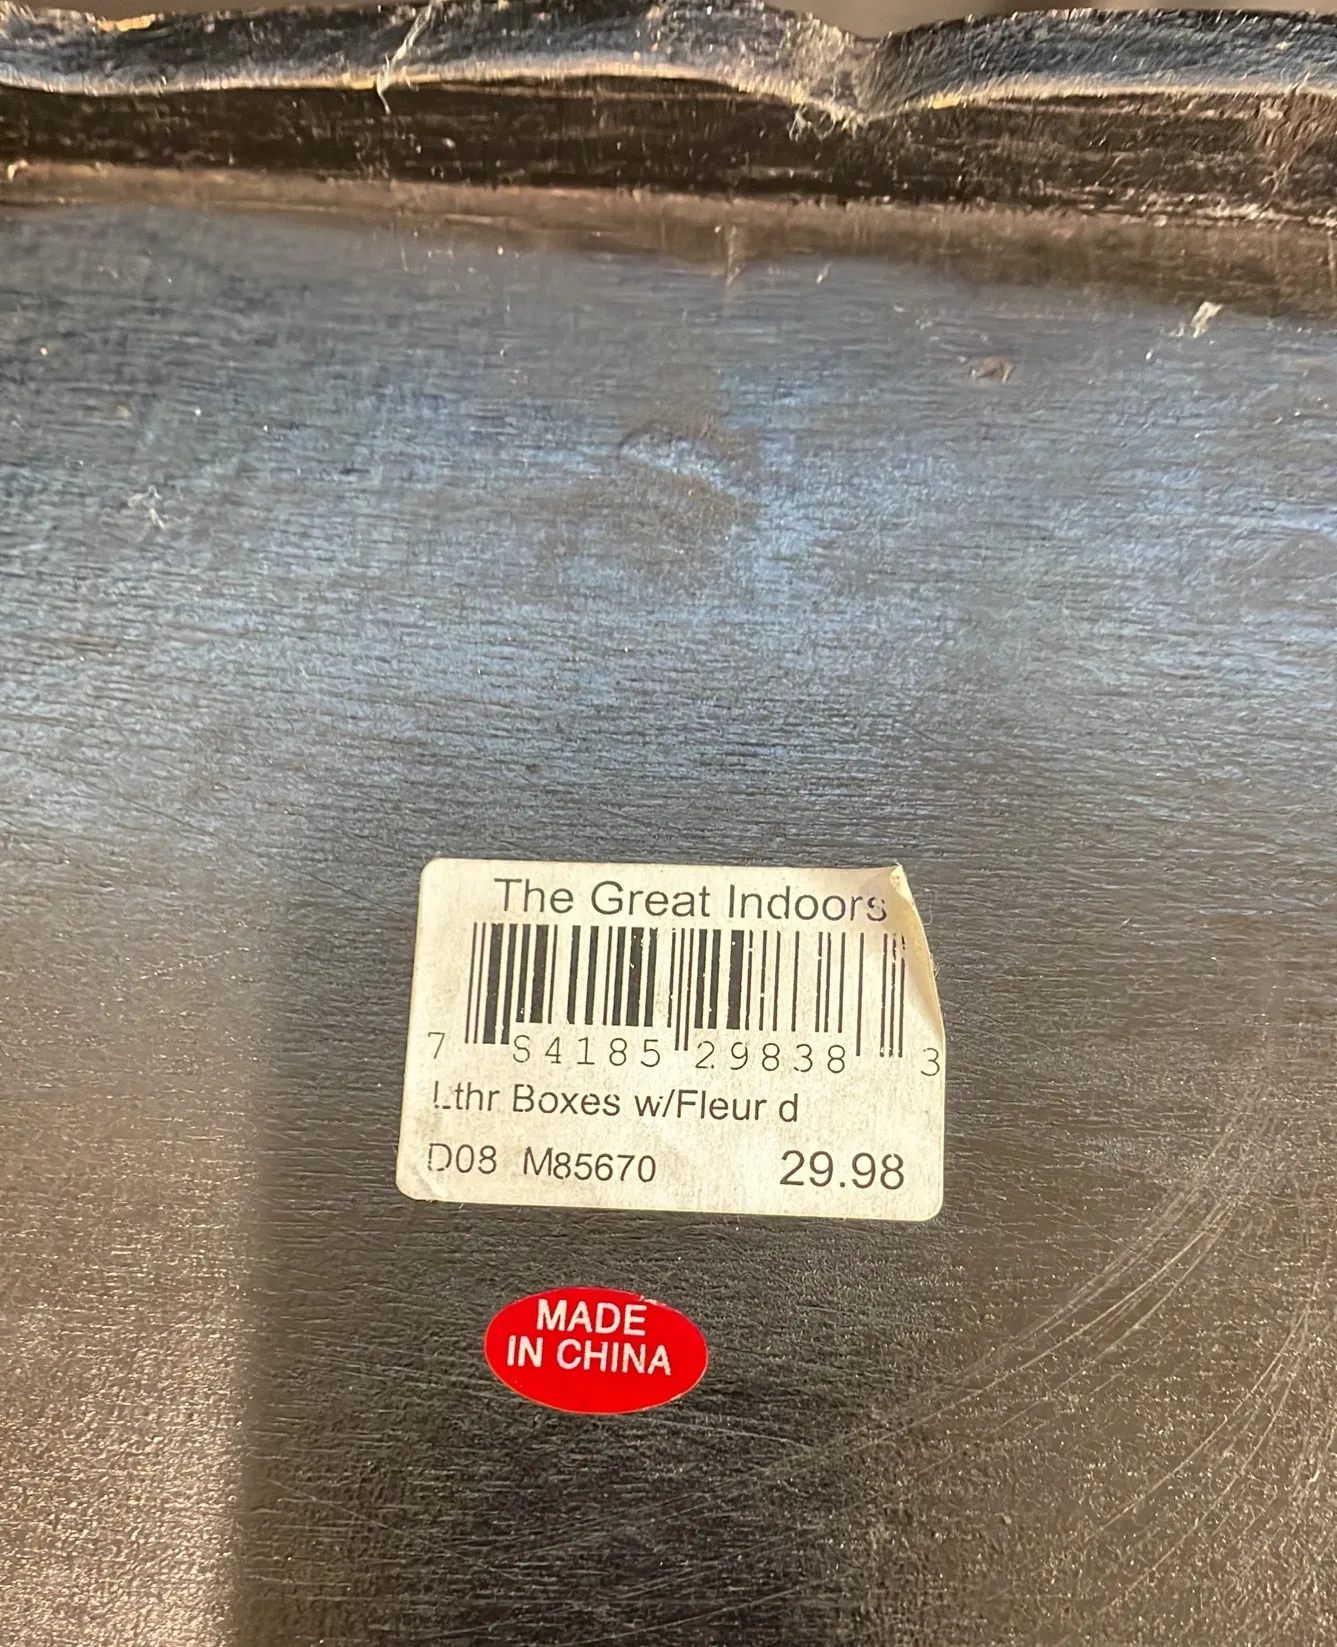 The Great Indoors
7 54185 29838 3
Lthr Boxes w/Fleur d
D08 M85670 29.98
MADE
IN CHINA